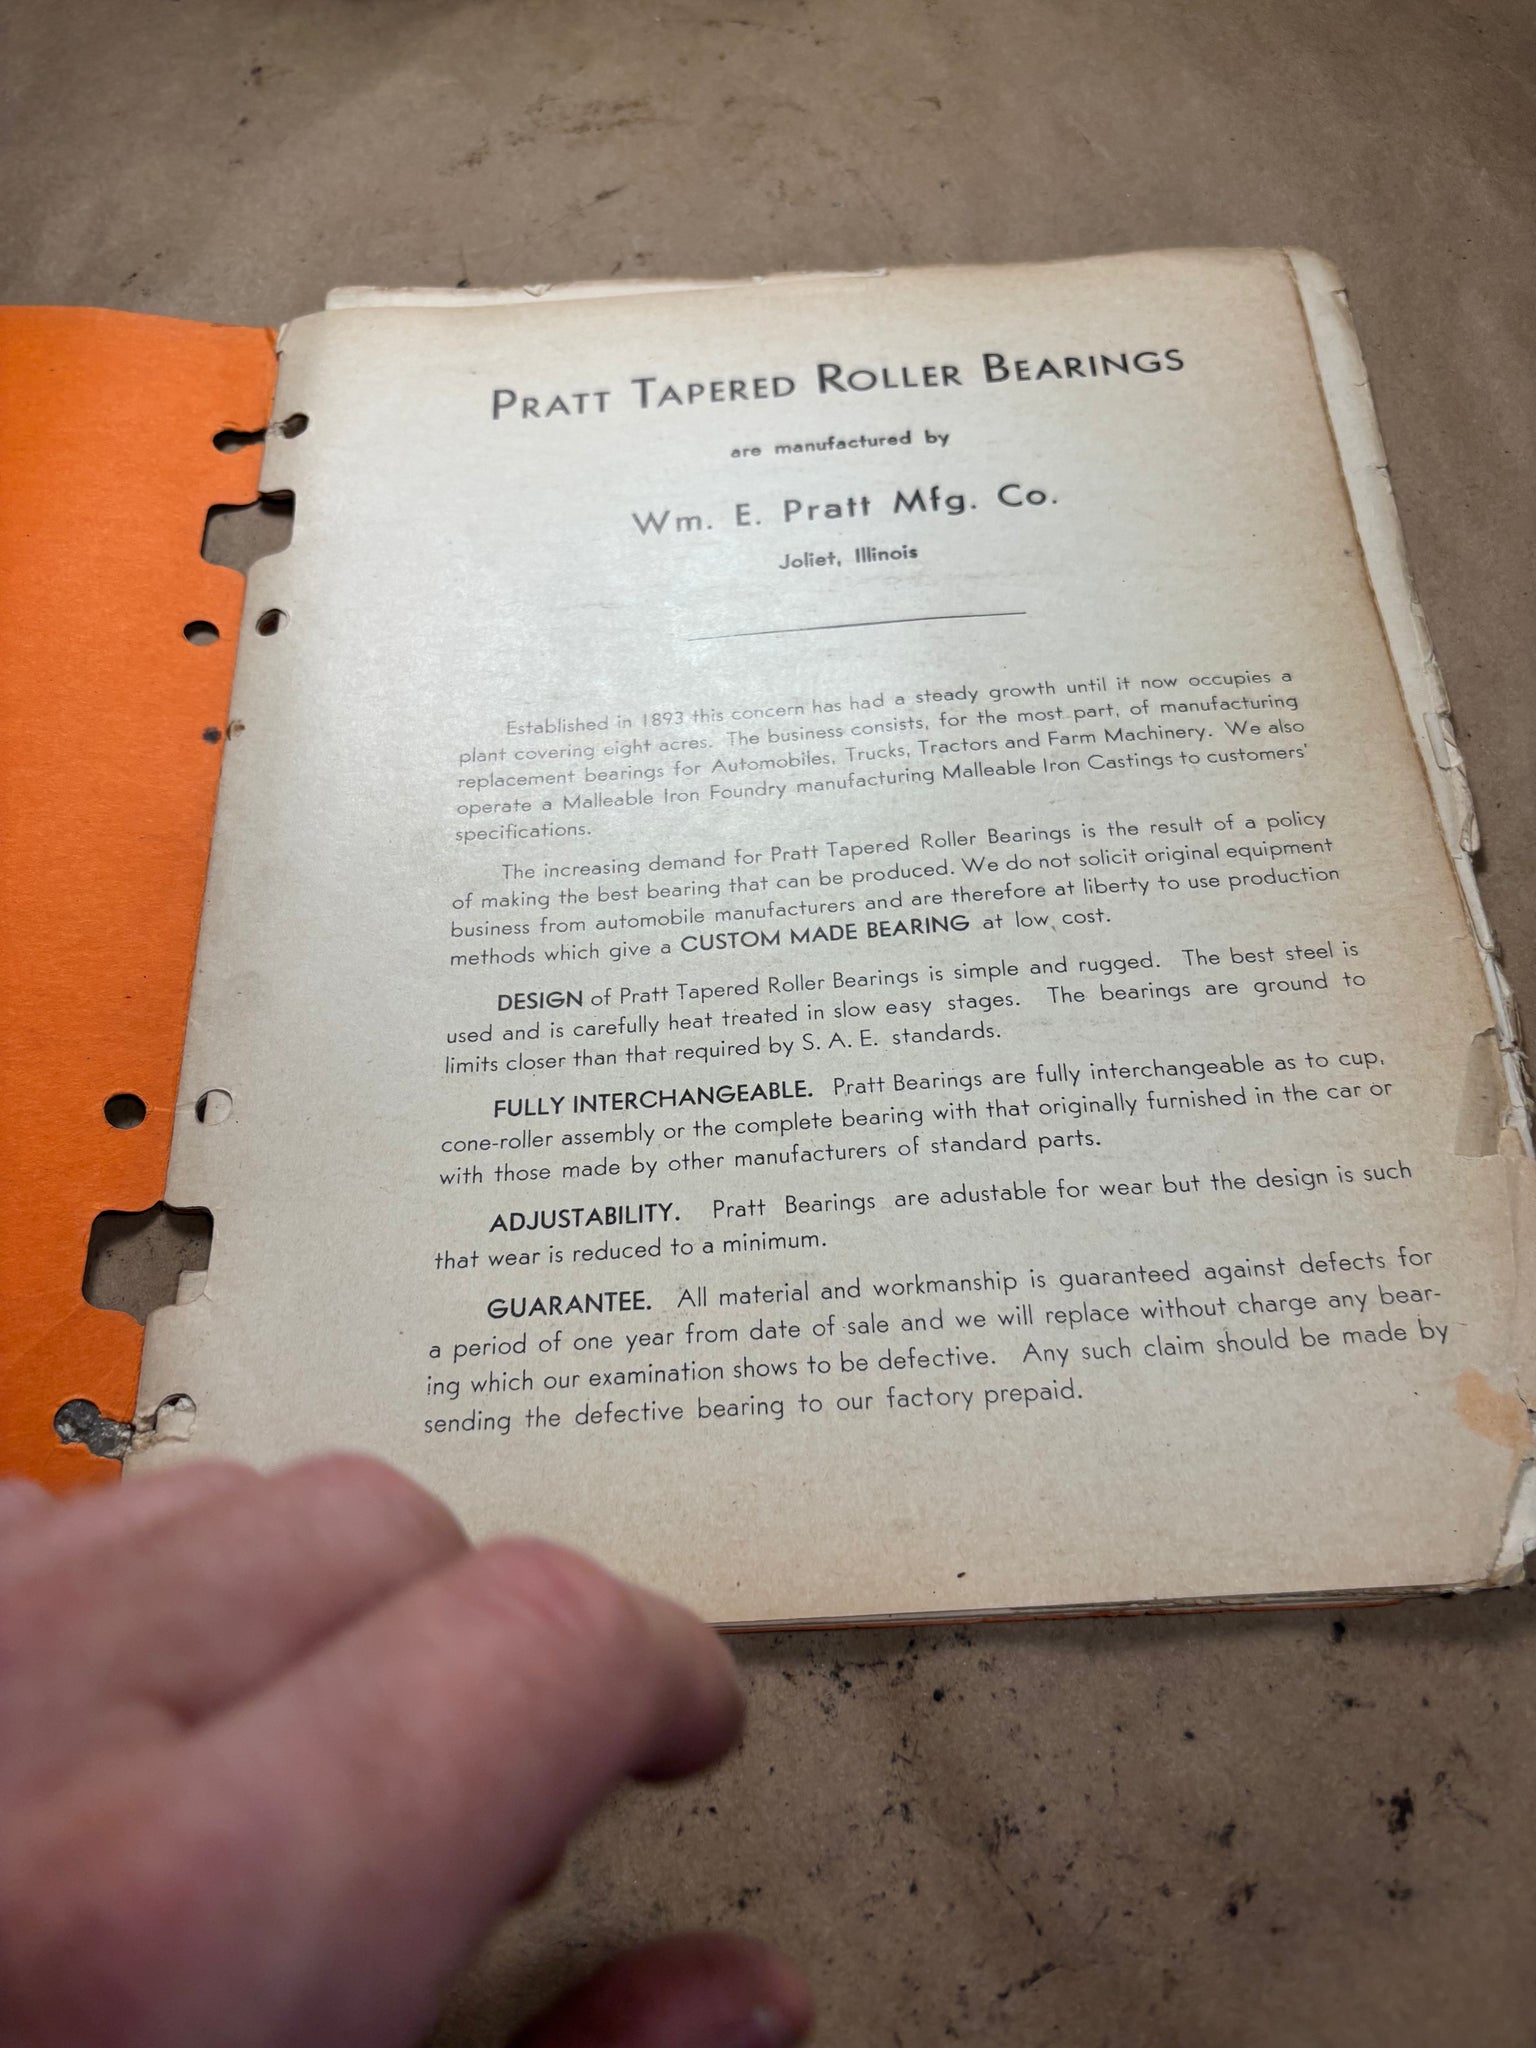 PRATT TAPERED ROLLER BEARINGS
are manufactured by
Wm. E. Pratt Mfg. Co.
Joliet, Illinois
Established in 1893 this concern has had a steady growth until it now occupies a
plant covering eight acres. The business consists, for the most part, of manufacturing
replacement bearings for Automobiles, Trucks, Tractors and Farm Machinery. We also
operate a Malleable Iron Foundry manufacturing Malleable Iron Castings to customers'
specifications.
The increasing demand for Pratt Tapered Roller Bearings is the result of a policy
of making the best bearing that can be produced. We do not solicit original equipment
business from automobile manufacturers and are therefore at liberty to use production
methods which give a CUSTOM MADE BEARING at low cost.
DESIGN of Pratt Tapered Roller Bearings is simple and rugged. The best steel is
used and is carefully heat treated in slow easy stages. The bearings are ground to
limits closer than that required by S. A. E. standards.
FULLY INTERCHANGEABLE. Pratt Bearings are fully interchangeable as to cup,
cone-roller assembly or the complete bearing with that originally furnished in the car or
with those made by other manufacturers of standard parts.
ADJUSTABILITY. Pratt Bearings are adustable for wear but the design is such
that wear is reduced to a minimum.
GUARANTEE. All material and workmanship is guaranteed against defects for
a period of one year from date of sale and we will replace without charge any bear-
ing which our examination shows to be defective. Any such claim should be made by
sending the defective bearing to our factory prepaid.